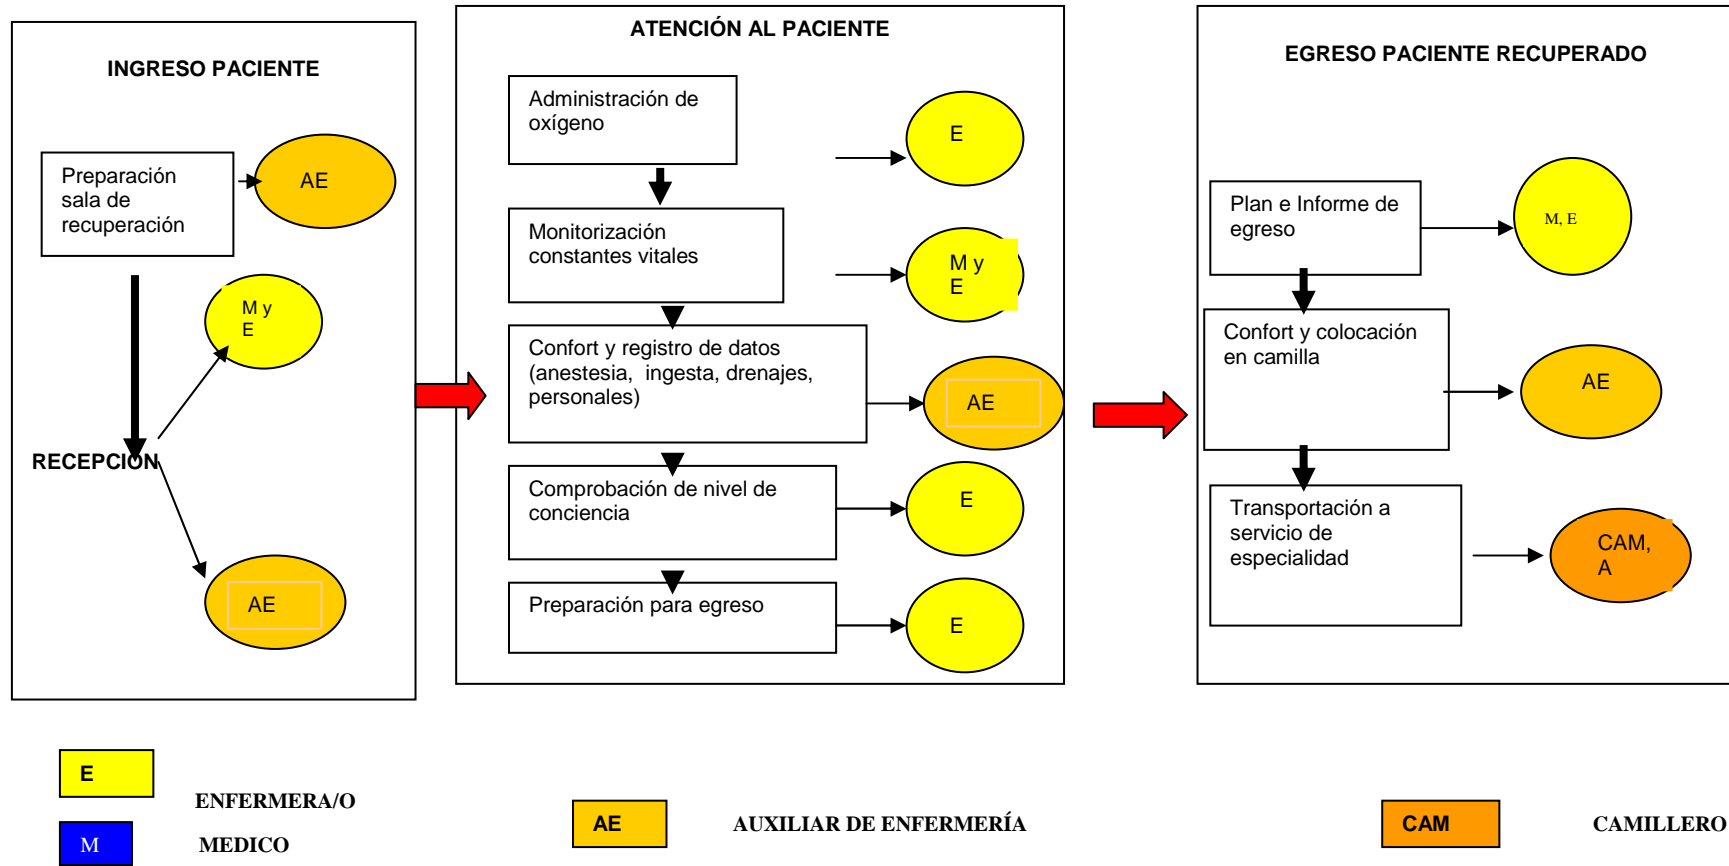 INGRESO PACIENTE
Preparación
sala de
recuperación
AE
M y
E
RECEPCIÓN
AE
ATENCIÓN AL PACIENTE
Administración de
oxígeno
E
Monitorización
constantes vitales
M y
E
Confort y registro de datos
(anestesia, ingesta, drenajes,
personales)
AE
Comprobación de nivel de
conciencia
E
Preparación para egreso
E
EGRESO PACIENTE RECUPERADO
Plan e Informe de
egreso
M, E
Confort y colocación
en camilla
AE
Transportación a
servicio de
especialidad
CAM,
A
E
ENFERMERA/O
M
MEDICO
AE
AUXILIAR DE ENFERMERÍA
CAM
CAMILLERO